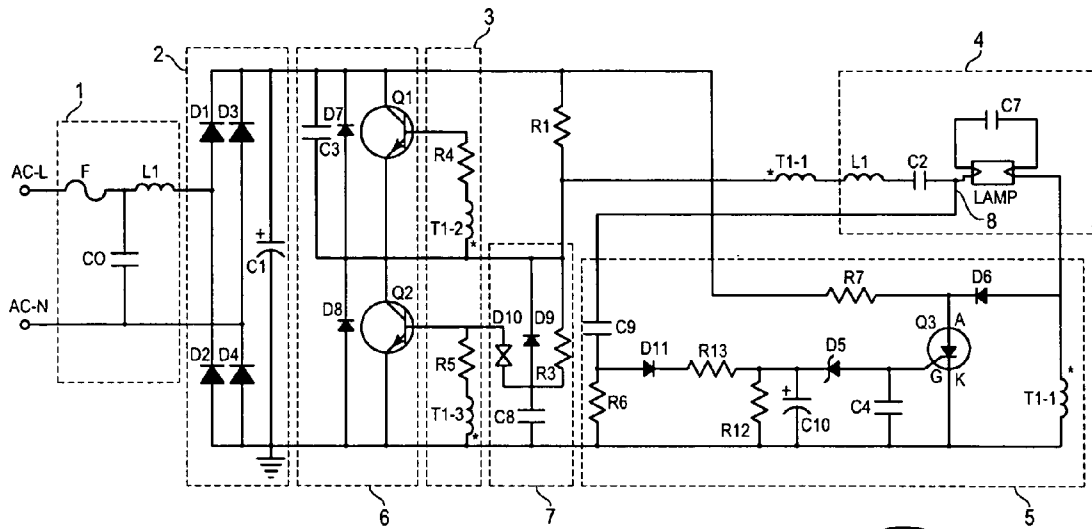 3
2
4
1
C7
D1 D3
D7
Q1
C3
R1
R4
AC-L
F
L1
T1-1
*
L1
C2
LAMP
8
T1-2
*
CO
+
C1
R7
D6
Q2
D10
D9
AC-N
D8
C9
Q3
A
D11
R13
D5
G
K
D2
D4
R5
R3
*
T1-1
R6
+
C4
T1-3
*
C8
R12
C10
6
7
5